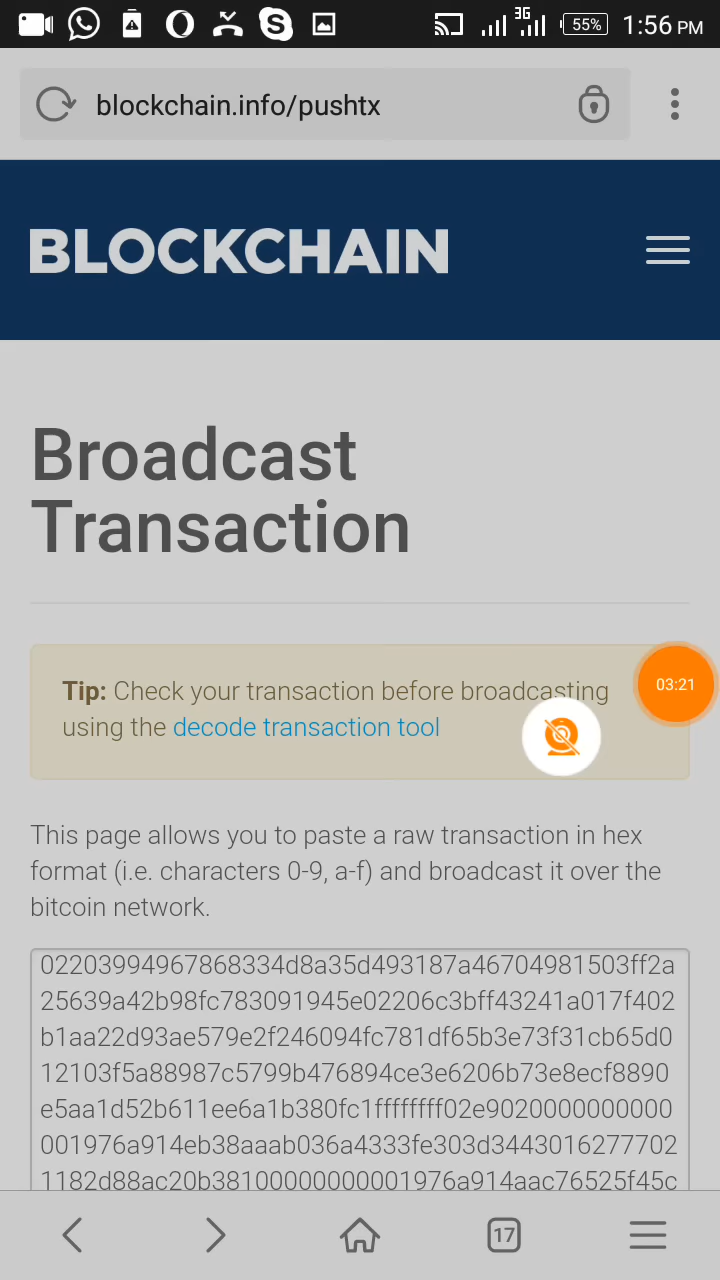 3G
55%
1:56 PM
blockchain.info/pushtx
BLOCKCHAIN
Broadcast
Transaction
Tip: Check your transaction before broadcasting
using the decode transaction tool
03:21
This page allows you to paste a raw transaction in hex
format (i.e. characters 0-9, a-f) and broadcast it over the
bitcoin network.
02203994967868334d8a35d493187a46704981503ff2a
25639a42b98fc783091945e02206c3bff43241a017f402
b1aa22d93ae579e2f246094fc781df65b3e73f31cb65d0
12103f5a88987c5799b476894ce3e6206b73e8ecf8890
e5aa1d52b611ee6a1b380fc1ffffffff02e9020000000000
001976a914eb38aaab036a4333fe303d3443016277702
1182d88ac20b38100000000001976a914aac76525f45c
17